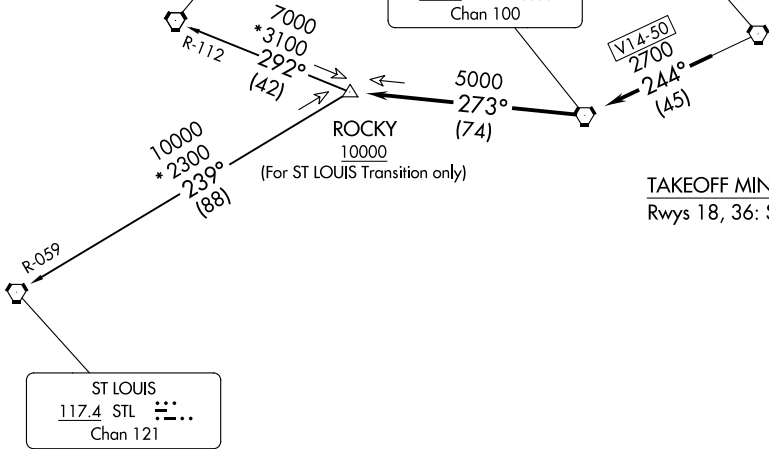 Chan 100
7000
*3100
292°
(42)
R-112
5000
273°
(74)
V14-50
2700
244°
(45)
ROCKY
10000
(For ST LOUIS Transition only)
10000
*2300
239°
(88)
R-059
TAKEOFF MIN
Rwys 18, 36: S
ST LOUIS
117.4 STL
Chan 121